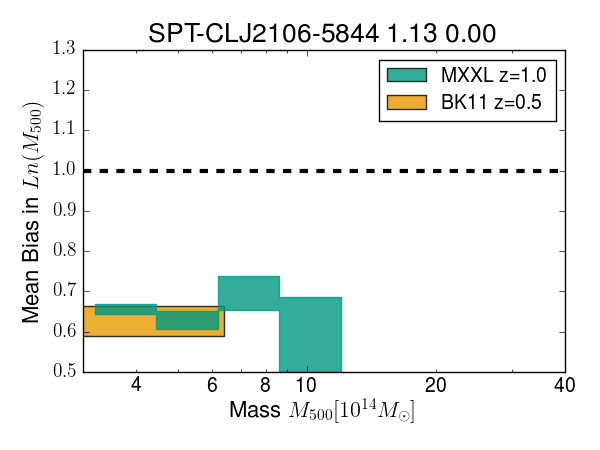 SPT-CLJ2106-5844 1.13 0.00
MXXL z=1.0
BK11 z=0.5
Mean Bias in Ln(M₅₀₀)
1.3
1.2
1.1
1.0
0.9
0.8
0.7
0.6
0.5
4 6 8 10 20 40
Mass M₅₀₀[10¹⁴M☉]